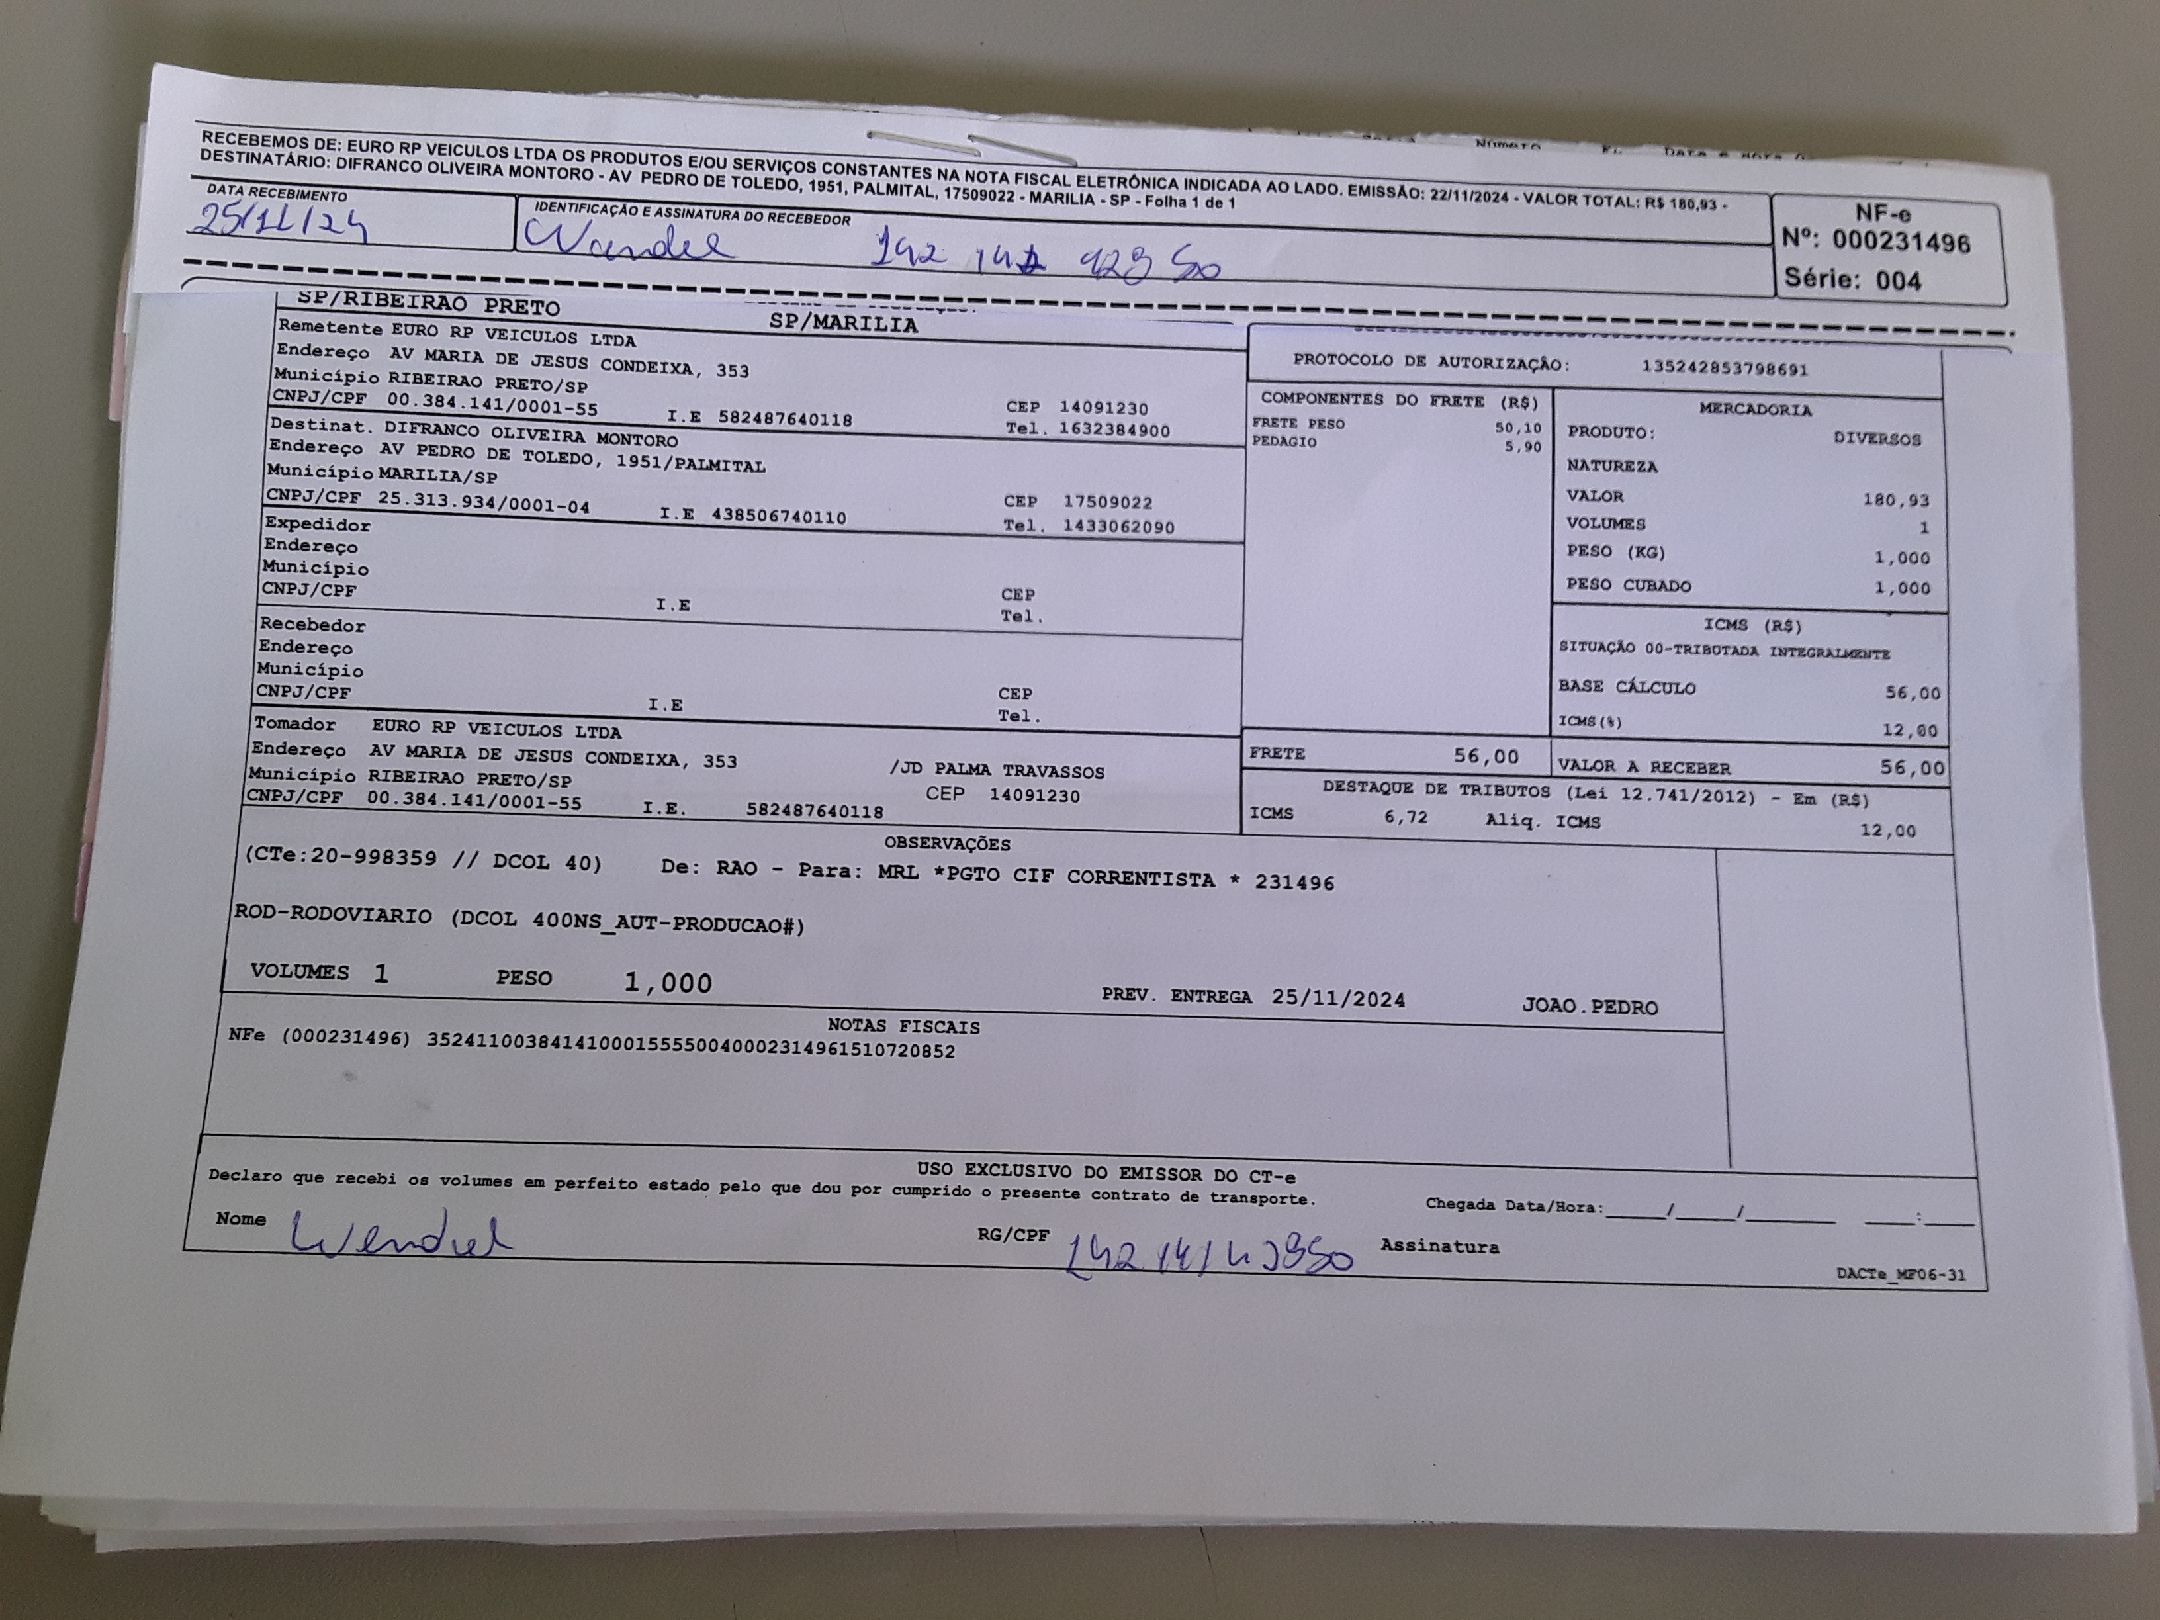 RECEBEMOS DE: EURO RP VEICULOS LTDA OS PRODUTOS E/OU SERVIÇOS CONSTANTES NA NOTA FISCAL ELETRÔNICA INDICADA AO LADO. EMISSÃO: 22/11/2024 - VALOR TOTAL: R$ 180,93 -
DESTINATÁRIO: DIFRANCO OLIVEIRA MONTORO - AV PEDRO DE TOLEDO, 1951, PALMITAL, 17509022 - MARILIA - SP - Folha 1 de 1
DATA RECEBIMENTO
25/11/24
IDENTIFICAÇÃO E ASSINATURA DO RECEBEDOR
NF-e
Nº: 000231496
Série: 004
SP/RIBEIRAO PRETO SP/MARILIA
Remetente EURO RP VEICULOS LTDA
Endereço AV MARIA DE JESUS CONDEIXA, 353
Município RIBEIRAO PRETO/SP CEP 14091230
CNPJ/CPF 00.384.141/0001-55 I.E 582487640118 Tel. 1632384900
Destinat. DIFRANCO OLIVEIRA MONTORO
Endereço AV PEDRO DE TOLEDO, 1951/PALMITAL
Município MARILIA/SP CEP 17509022
CNPJ/CPF 25.313.934/0001-04 I.E 438506740110 Tel. 1433062090
Expedidor
Endereço
Município CEP
CNPJ/CPF I.E Tel.
Recebedor
Endereço
Município CEP
CNPJ/CPF I.E Tel.
Tomador EURO RP VEICULOS LTDA
Endereço AV MARIA DE JESUS CONDEIXA, 353 /JD PALMA TRAVASSOS
Município RIBEIRAO PRETO/SP CEP 14091230
CNPJ/CPF 00.384.141/0001-55 I.E. 582487640118
PROTOCOLO DE AUTORIZAÇÃO: 135242853798691
COMPONENTES DO FRETE (R$)
FRETE PESO 50,10
PEDAGIO 5,90
MERCADORIA
PRODUTO: DIVERSOS
NATUREZA
VALOR 180,93
VOLUMES 1
PESO (KG) 1,000
PESO CUBADO 1,000
ICMS (R$)
SITUAÇÃO 00-TRIBUTADA INTEGRALMENTE
BASE CÁLCULO 56,00
ICMS(%) 12,00
FRETE 56,00 VALOR A RECEBER 56,00
DESTAQUE DE TRIBUTOS (Lei 12.741/2012) - Em (R$)
ICMS 6,72 Aliq. ICMS 12,00
OBSERVAÇÕES
(CTe:20-998359 // DCOL 40) De: RAO - Para: MRL *PGTO CIF CORRENTISTA * 231496
ROD-RODOVIARIO (DCOL 400NS_AUT-PRODUCAO#)
VOLUMES 1 PESO 1,000 PREV. ENTREGA 25/11/2024 JOAO.PEDRO
NOTAS FISCAIS
NFe (000231496) 35241100384141000155550040002314961510720852
USO EXCLUSIVO DO EMISSOR DO CT-e
Declaro que recebi os volumes em perfeito estado pelo que dou por cumprido o presente contrato de transporte. Chegada Data/Hora:_____/_____/_______ ____:____
Nome Wendel RG/CPF Assinatura
DACTe_MF06-31